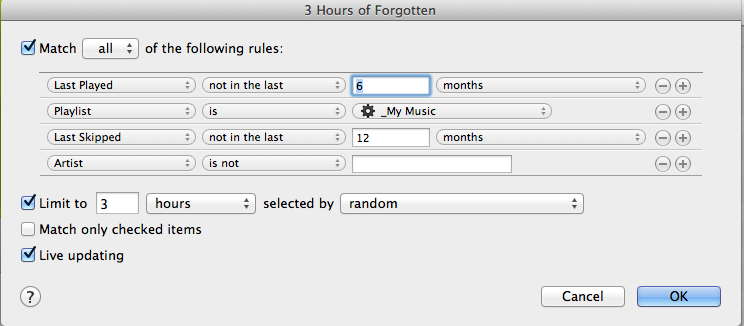 3 Hours of Forgotten
Match all of the following rules:
Last Played not in the last 6 months
Playlist is _My Music
Last Skipped not in the last 12 months
Artist is not
Limit to 3 hours selected by random
Match only checked items
Live updating
? Cancel OK